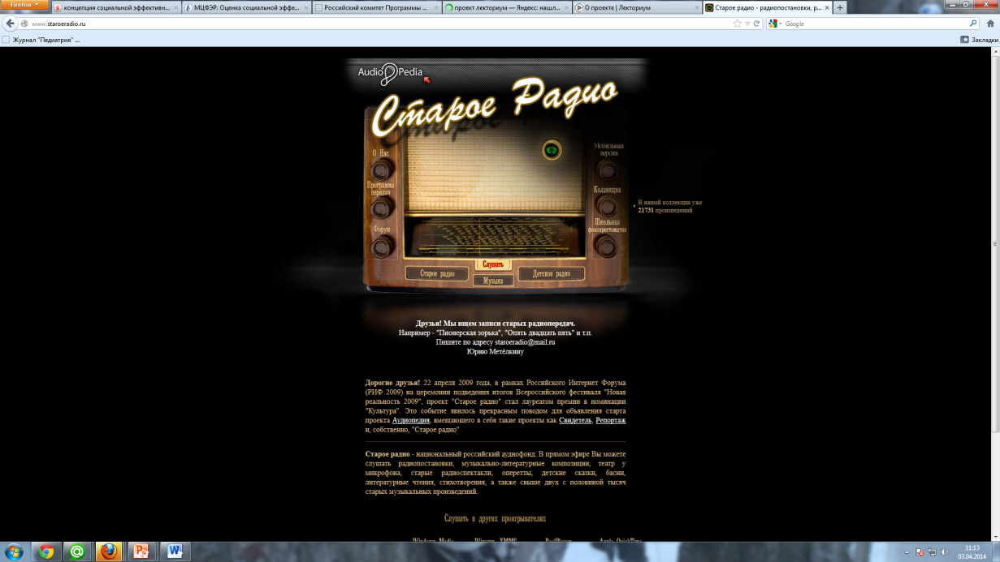 Firefox
концепция социальной эффективн...
МЦФЭР: Оценка социальной эффе...
Российский комитет Программы ...
проект лекториум — Яндекс: нашл...
О проекте | Лекториум
Старое радио - радиопостановки, р...
www.staroeradio.ru
Google
Журнал "Педиатрия" ...
Закладки
AudioPedia
Старое Радио
О Нас
Мобильная
версия
Программа
передач
Коллекция
В нашей коллекции уже
21731 произведений
Форум
Школьная
фонохрестоматия
Слушать
Старое радио
Музыка
Детское радио
Друзья! Мы ищем записи старых радиопередач.
Например - "Пионерская зорька", "Опять двадцать пять" и т.п.
Пишите по адресу staroeradio@mail.ru
Юрию Метёлкину
Дорогие друзья! 22 апреля 2009 года, в рамках Российского Интернет Форума
(РИФ 2009) на церемонии подведения итогов Всероссийского фестиваля "Новая
реальность 2009", проект "Старое радио" стал лауреатом премии в номинации
"Культура". Это событие явилось прекрасным поводом для объявления старта
проекта Аудиопедия, вмещающего в себя такие проекты как Свидетель, Репортаж
и, собственно, "Старое радио"
Старое радио - национальный российский аудиофонд. В прямом эфире Вы можете
слушать радиопостановки, музыкально-литературные композиции, театр у
микрофона, старые радиоспектакли, оперетты, детские сказки, басни,
литературные чтения, стихотворения, а также свыше двух с половиной тысяч
старых музыкальных произведений.
Слушать в других проигрывателях
Windows Media
Winamp, XMMS
RealPlayer
Apple QuickTime
11:13
03.04.2014